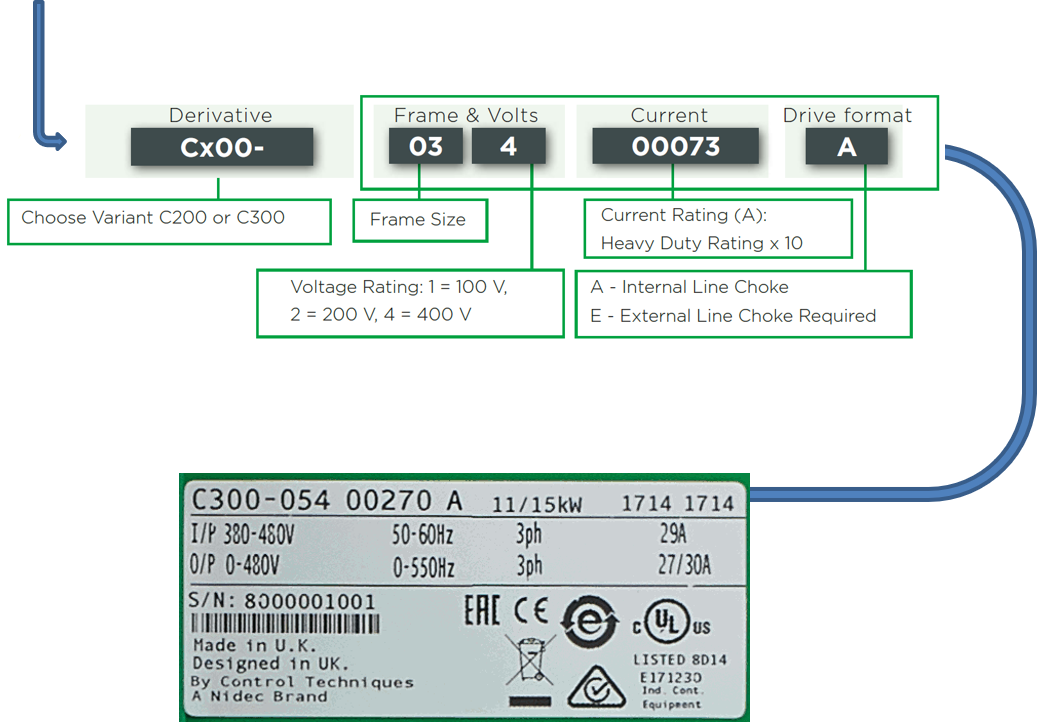 Derivative
Frame & Volts
Current
Drive format
Cx00-
03
4
00073
A
Choose Variant C200 or C300
Frame Size
Current Rating (A):
Heavy Duty Rating x 10
Voltage Rating: 1 = 100 V,
2 = 200 V, 4 = 400 V
A - Internal Line Choke
E - External Line Choke Required
C300-054 00270 A 11/15kW 1714 1714
I/P 380-480V 50-60Hz 3ph 29A
O/P 0-480V 0-550Hz 3ph 27/30A
S/N: 8000001001
Made in U.K.
Designed in UK.
By Control Techniques
A Nidec Brand
EAC CE
e
c UL US
LISTED 8D14
E171230
Ind. Cont.
Equipment